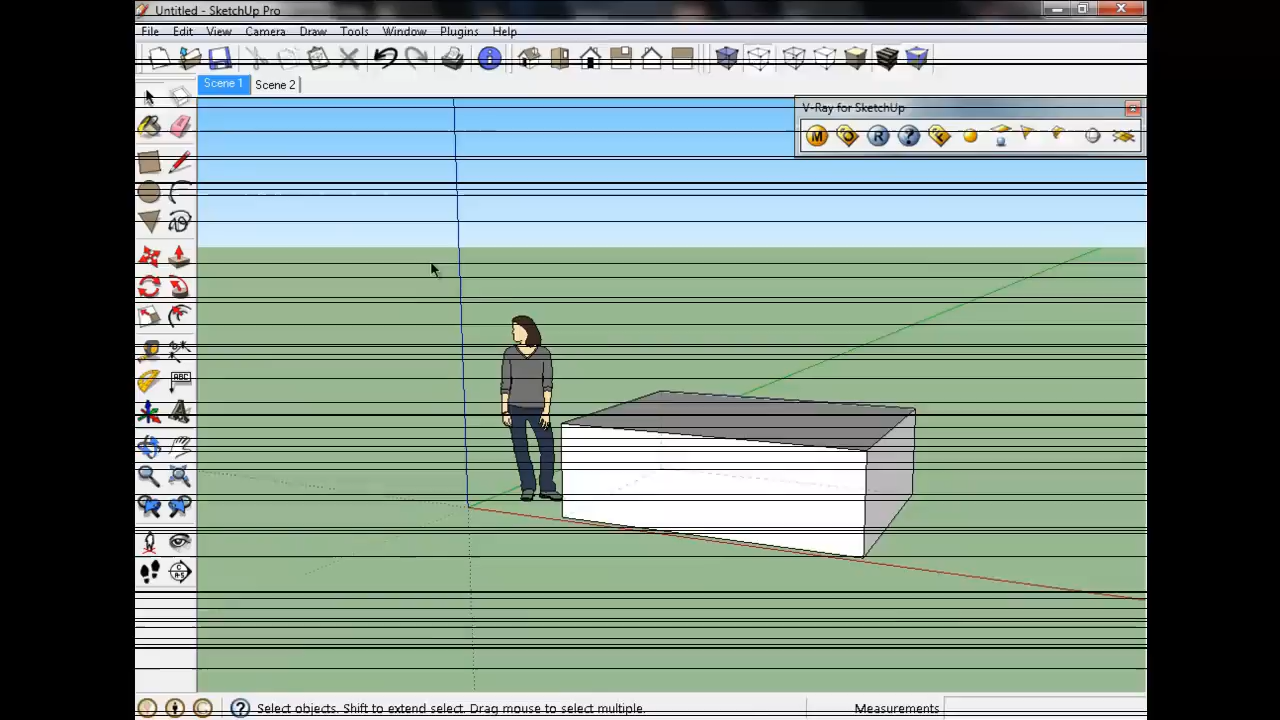 Untitled - SketchUp Pro
File Edit View Camera Draw Tools Window Plugins Help
Scene 1 Scene 2
V-Ray for SketchUp
M O R ?
ABC
Select objects. Shift to extend select. Drag mouse to select multiple. Measurements